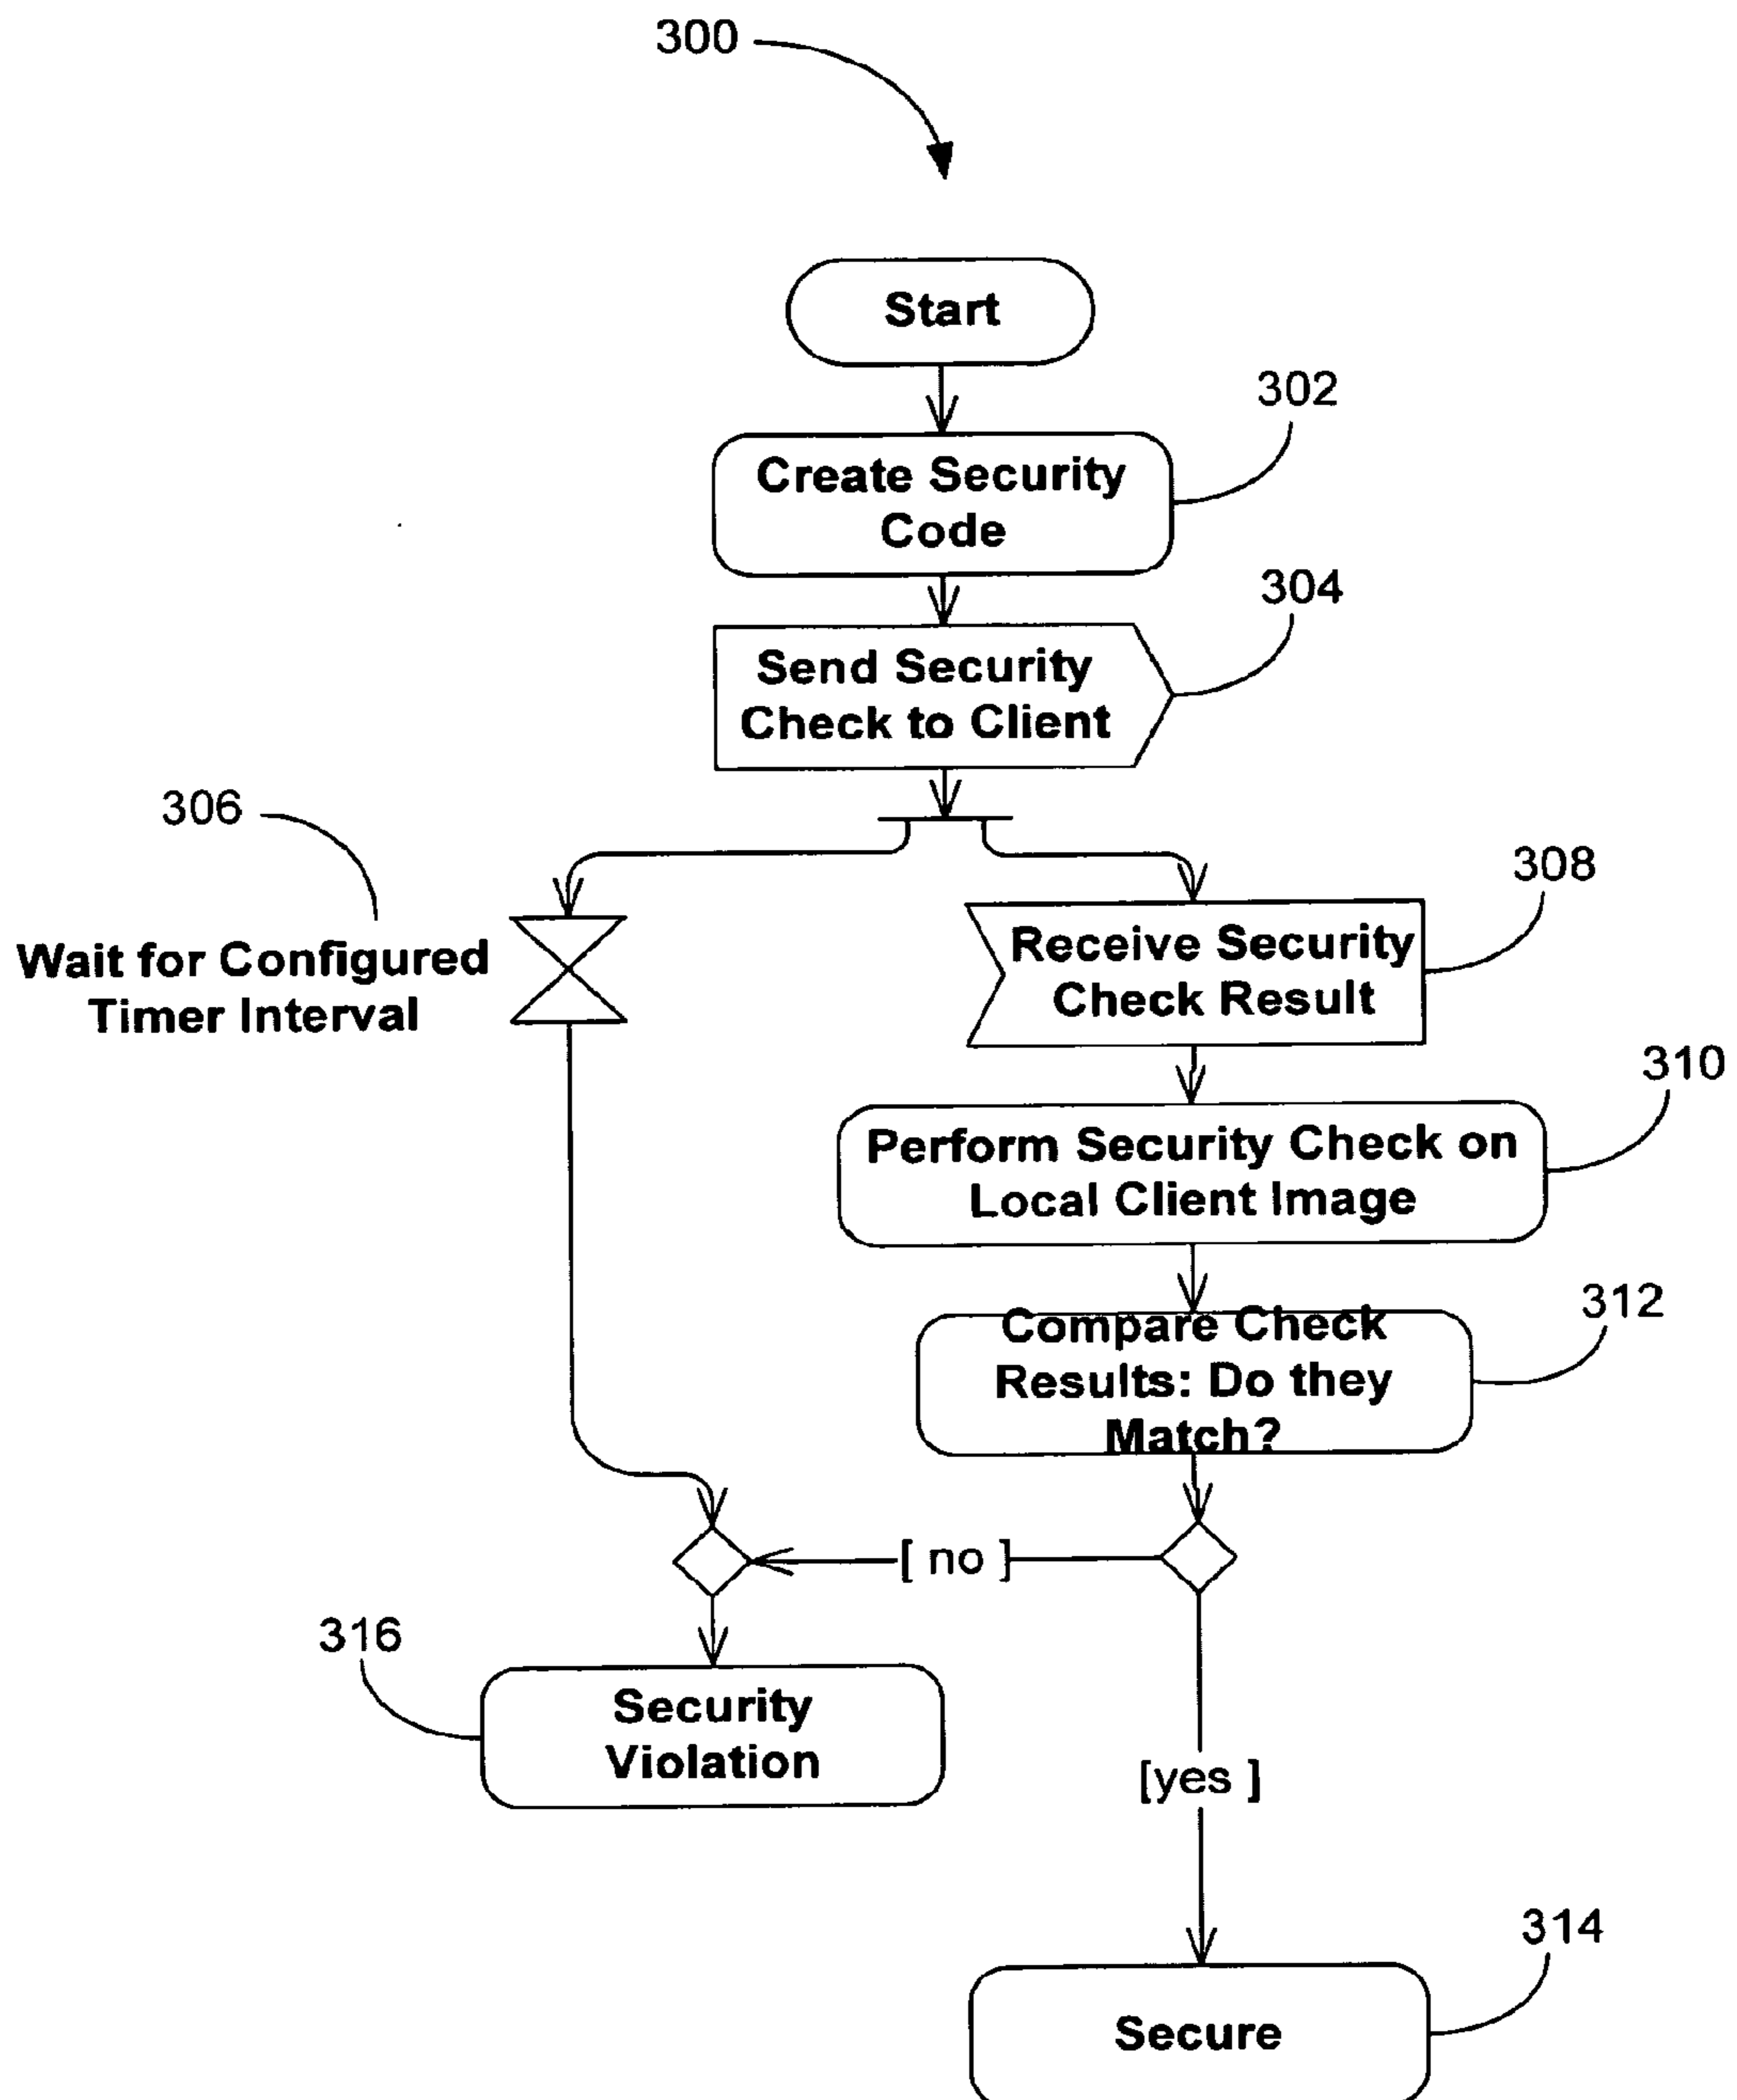 300
Start
302
Create Security
Code
304
Send Security
Check to Client
306
308
Wait for Configured
Timer Interval
Receive Security
Check Result
310
Perform Security Check on
Local Client Image
312
Compare Check
Results: Do they
Match?
[ no ]
316
Security
Violation
[yes ]
314
Secure